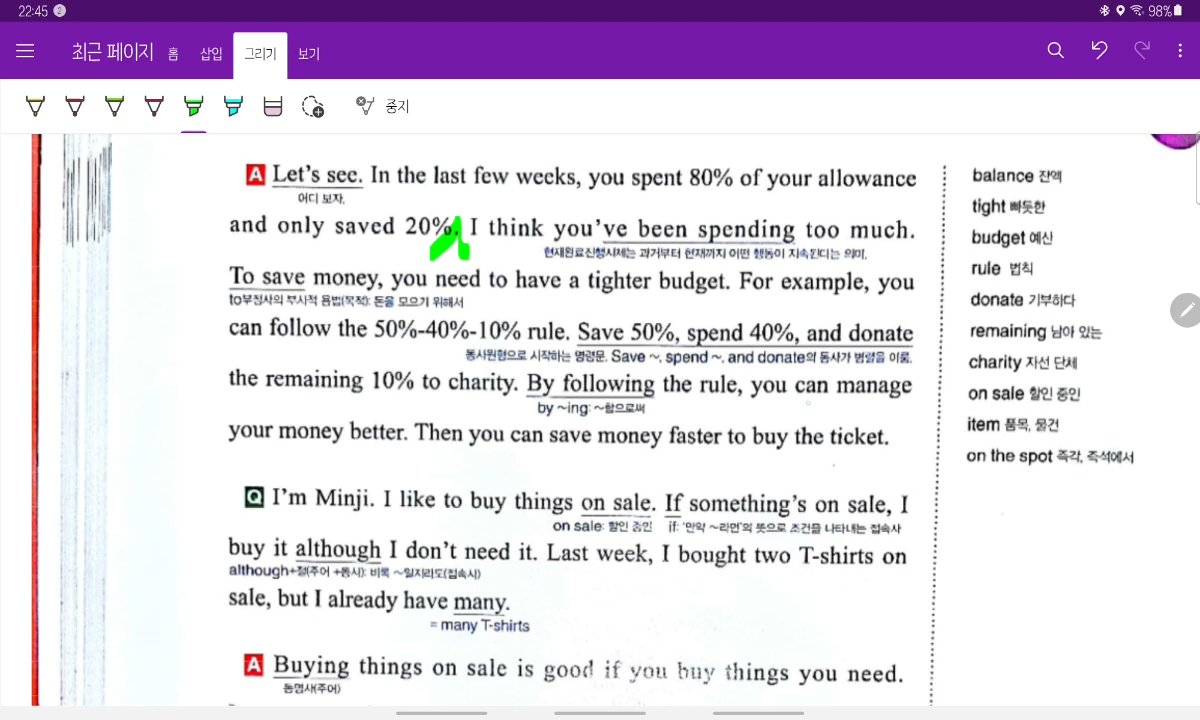 22:45 2 98%
최근 페이지 홈 삽입 그리기 보기
중지
A Let's see. In the last few weeks, you spent 80% of your allowance
어디 보자.
and only saved 20%. I think you've been spending too much.
현재완료진행시제는 과거부터 현재까지 어떤 행동이 지속된다는 의미.
To save money, you need to have a tighter budget. For example, you
to부정사의 부사적 용법(목적): 돈을 모으기 위해서
can follow the 50%-40%-10% rule. Save 50%, spend 40%, and donate
동사원형으로 시작하는 명령문. Save ~, spend ~, and donate의 동사가 병렬을 이룸.
the remaining 10% to charity. By following the rule, you can manage
by ~ing: ~함으로써
your money better. Then you can save money faster to buy the ticket.
Q I'm Minji. I like to buy things on sale. If something's on sale, I
on sale: 할인 중인 if: '만약 ~라면'의 뜻으로 조건을 나타내는 접속사
buy it although I don't need it. Last week, I bought two T-shirts on
although+절(주어+동사): 비록 ~일지라도(접속사)
sale, but I already have many.
= many T-shirts
A Buying things on sale is good if you buy things you need.
동명사(주어)
balance 잔액
tight 빠듯한
budget 예산
rule 법칙
donate 기부하다
remaining 남아 있는
charity 자선 단체
on sale 할인 중인
item 품목, 물건
on the spot 즉각, 즉석에서